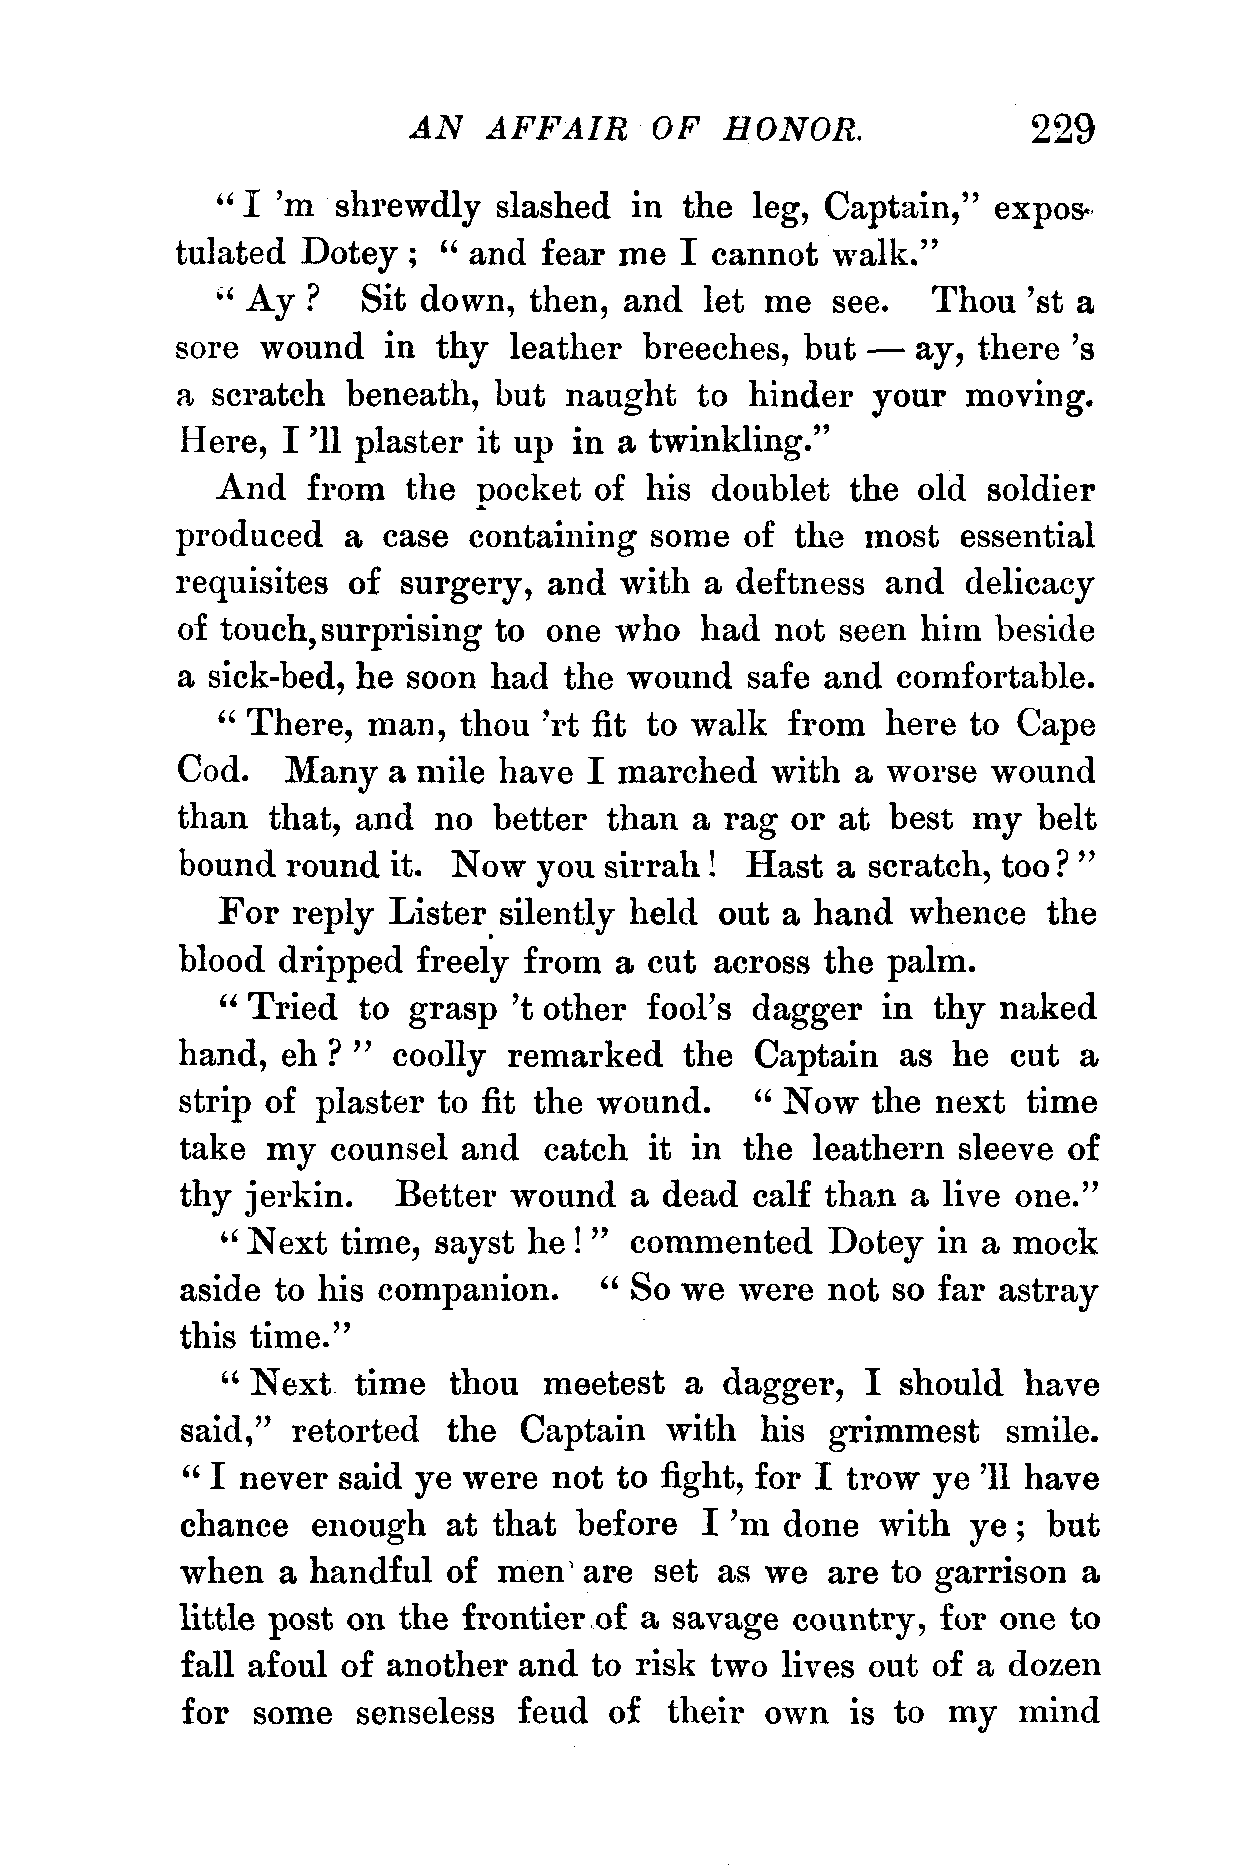 AN AFFAIR OF HONOR. 229
" I 'm shrewdly slashed in the leg, Captain," expos-
tulated Dotey ; " and fear me I cannot walk."
" Ay ? Sit down, then, and let me see. Thou 'st a
sore wound in thy leather breeches, but — ay, there 's
a scratch beneath, but naught to hinder your moving.
Here, I 'll plaster it up in a twinkling."
And from the pocket of his doublet the old soldier
produced a case containing some of the most essential
requisites of surgery, and with a deftness and delicacy
of touch, surprising to one who had not seen him beside
a sick-bed, he soon had the wound safe and comfortable.
" There, man, thou 'rt fit to walk from here to Cape
Cod. Many a mile have I marched with a worse wound
than that, and no better than a rag or at best my belt
bound round it. Now you sirrah ! Hast a scratch, too ? "
For reply Lister silently held out a hand whence the
blood dripped freely from a cut across the palm.
" Tried to grasp 't other fool's dagger in thy naked
hand, eh ? " coolly remarked the Captain as he cut a
strip of plaster to fit the wound. " Now the next time
take my counsel and catch it in the leathern sleeve of
thy jerkin. Better wound a dead calf than a live one."
" Next time, sayst he ! " commented Dotey in a mock
aside to his companion. " So we were not so far astray
this time."
" Next time thou meetest a dagger, I should have
said," retorted the Captain with his grimmest smile.
" I never said ye were not to fight, for I trow ye 'll have
chance enough at that before I 'm done with ye ; but
when a handful of men are set as we are to garrison a
little post on the frontier of a savage country, for one to
fall afoul of another and to risk two lives out of a dozen
for some senseless feud of their own is to my mind